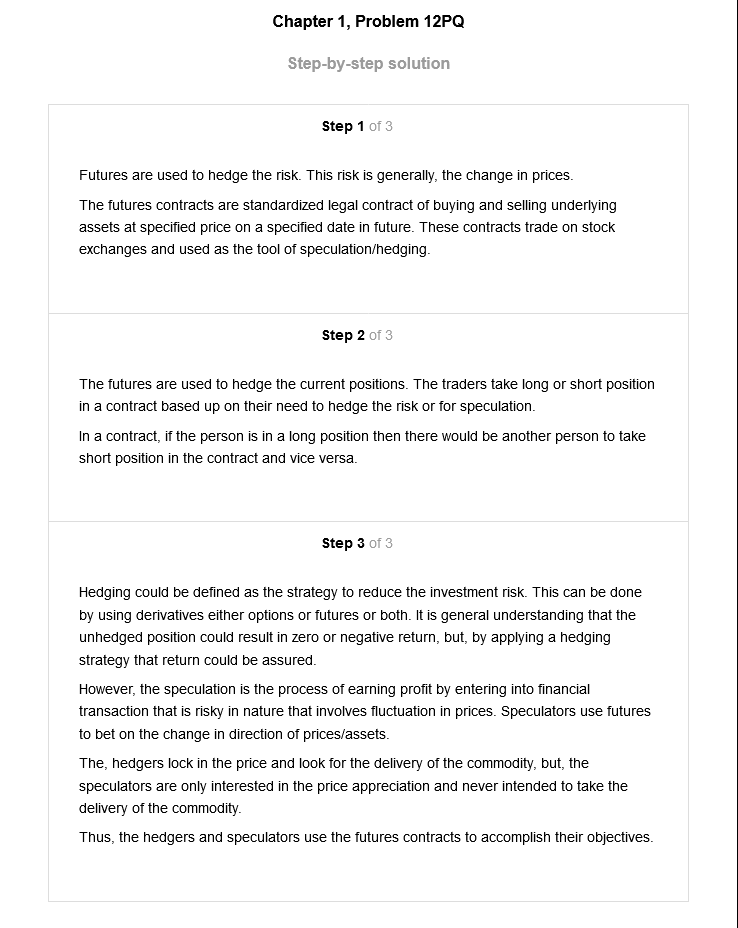 Chapter 1, Problem 12PQ
Step-by-step solution
Step 1 of 3
Futures are used to hedge the risk. This risk is generally, the change in prices.
The futures contracts are standardized legal contract of buying and selling underlying
assets at specified price on a specified date in future. These contracts trade on stock
exchanges and used as the tool of speculation/hedging.
Step 2 of 3
The futures are used to hedge the current positions. The traders take long or short position
in a contract based up on their need to hedge the risk or for speculation.
In a contract, if the person is in a long position then there would be another person to take
short position in the contract and vice versa.
Step 3 of 3
Hedging could be defined as the strategy to reduce the investment risk. This can be done
by using derivatives either options or futures or both. It is general understanding that the
unhedged position could result in zero or negative return, but, by applying a hedging
strategy that return could be assured.
However, the speculation is the process of earning profit by entering into financial
transaction that is risky in nature that involves fluctuation in prices. Speculators use futures
to bet on the change in direction of prices/assets.
The, hedgers lock in the price and look for the delivery of the commodity, but, the
speculators are only interested in the price appreciation and never intended to take the
delivery of the commodity.
Thus, the hedgers and speculators use the futures contracts to accomplish their objectives.